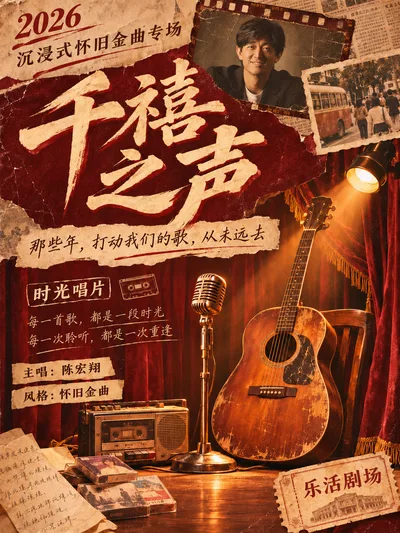 2026
沉浸式怀旧金曲专场
千禧之声
那些年，打动我们的歌，从未远去
时光唱片
每一首歌，都是一段时光
每一次聆听，都是一次重逢
主唱：陈宏翔
风格：怀旧金曲
乐活剧场